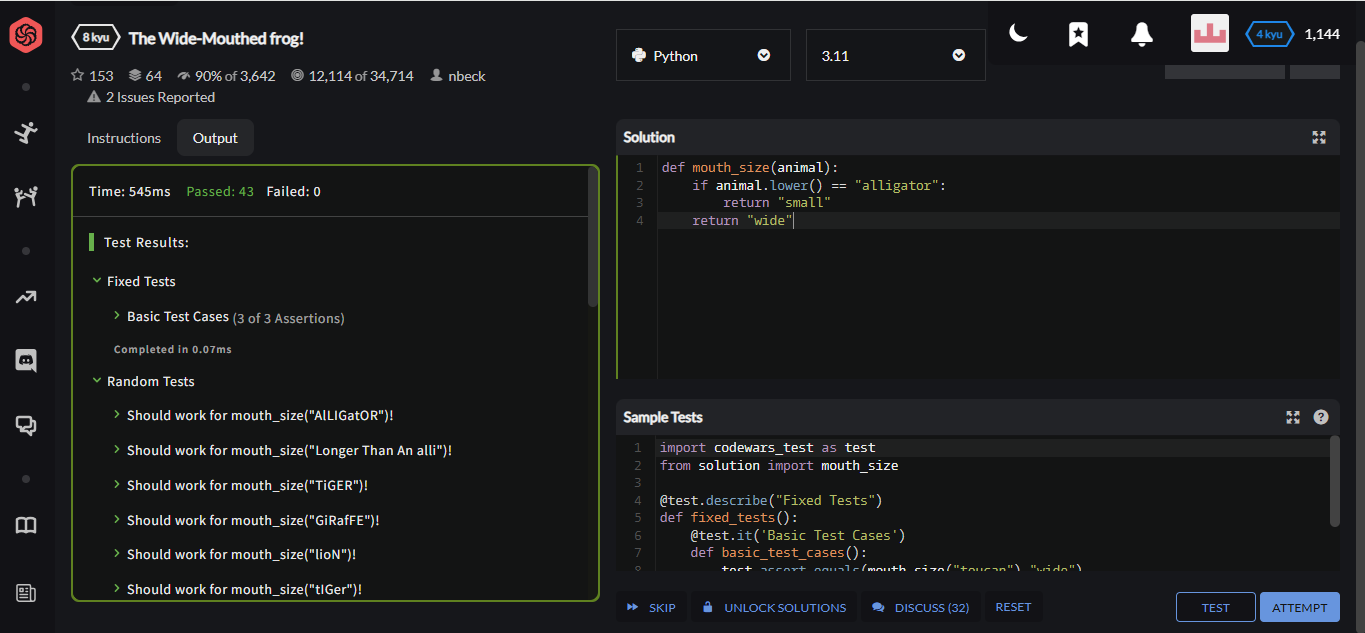 8 kyu The Wide-Mouthed frog!
153 64 90% of 3,642 12,114 of 34,714 nbeck
2 Issues Reported
Instructions Output
Time: 545ms Passed: 43 Failed: 0
Test Results:
Fixed Tests
Basic Test Cases (3 of 3 Assertions)
Completed in 0.07ms
Random Tests
Should work for mouth_size("AlLIGatOR")!
Should work for mouth_size("Longer Than An alli")!
Should work for mouth_size("TiGER")!
Should work for mouth_size("GiRafFE")!
Should work for mouth_size("lioN")!
Should work for mouth_size("tIGer")!
Python 3.11
4 kyu 1,144
Solution
1 def mouth_size(animal):
2     if animal.lower() == "alligator":
3         return "small"
4     return "wide"
Sample Tests
1 import codewars_test as test
2 from solution import mouth_size
3
4 @test.describe("Fixed Tests")
5 def fixed_tests():
6     @test.it('Basic Test Cases')
7     def basic_test_cases():
8         test.assert_equals(mouth_size("toucan"),"wide")
SKIP UNLOCK SOLUTIONS DISCUSS (32) RESET TEST ATTEMPT